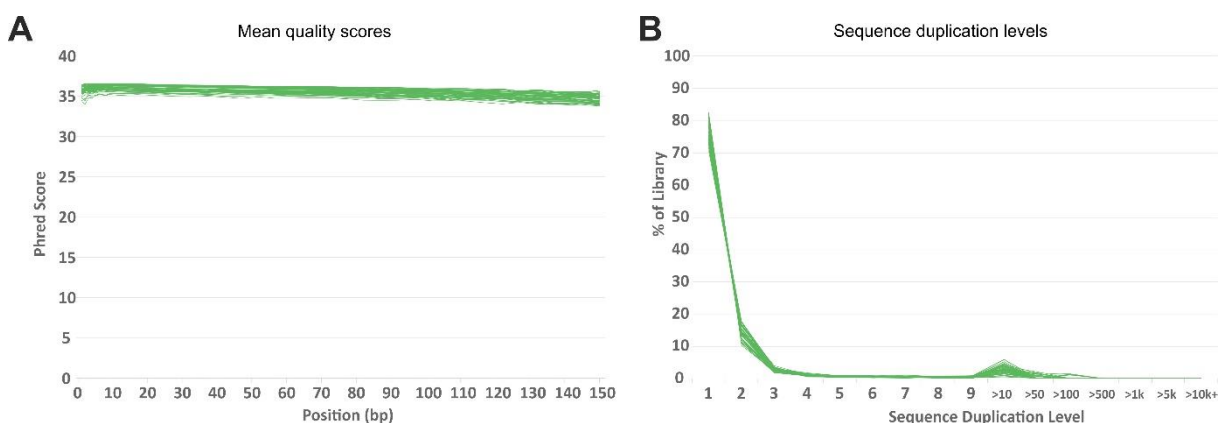 A
Mean quality scores
40
35
30
25
20
15
10
5
0
Phred Score
0 10 20 30 40 50 60 70 80 90 100 110 120 130 140 150
Position (bp)
B
Sequence duplication levels
100
90
80
70
60
50
40
30
20
10
0
% of Library
1 2 3 4 5 6 7 8 9 >10 >50 >100 >500 >1k >5k >10k+
Sequence Duplication Level